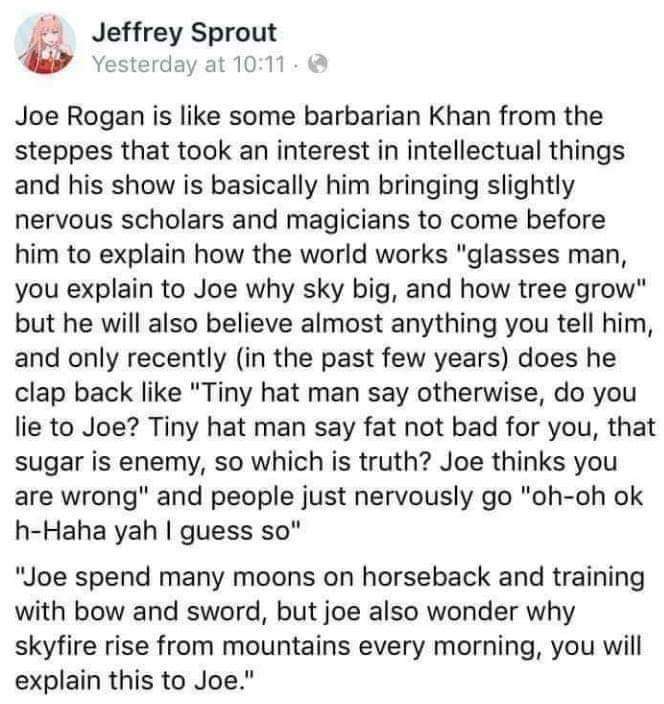 Jeffrey Sprout
Yesterday at 10:11 ·
Joe Rogan is like some barbarian Khan from the
steppes that took an interest in intellectual things
and his show is basically him bringing slightly
nervous scholars and magicians to come before
him to explain how the world works "glasses man,
you explain to Joe why sky big, and how tree grow"
but he will also believe almost anything you tell him,
and only recently (in the past few years) does he
clap back like "Tiny hat man say otherwise, do you
lie to Joe? Tiny hat man say fat not bad for you, that
sugar is enemy, so which is truth? Joe thinks you
are wrong" and people just nervously go "oh-oh ok
h-Haha yah I guess so"
"Joe spend many moons on horseback and training
with bow and sword, but joe also wonder why
skyfire rise from mountains every morning, you will
explain this to Joe."